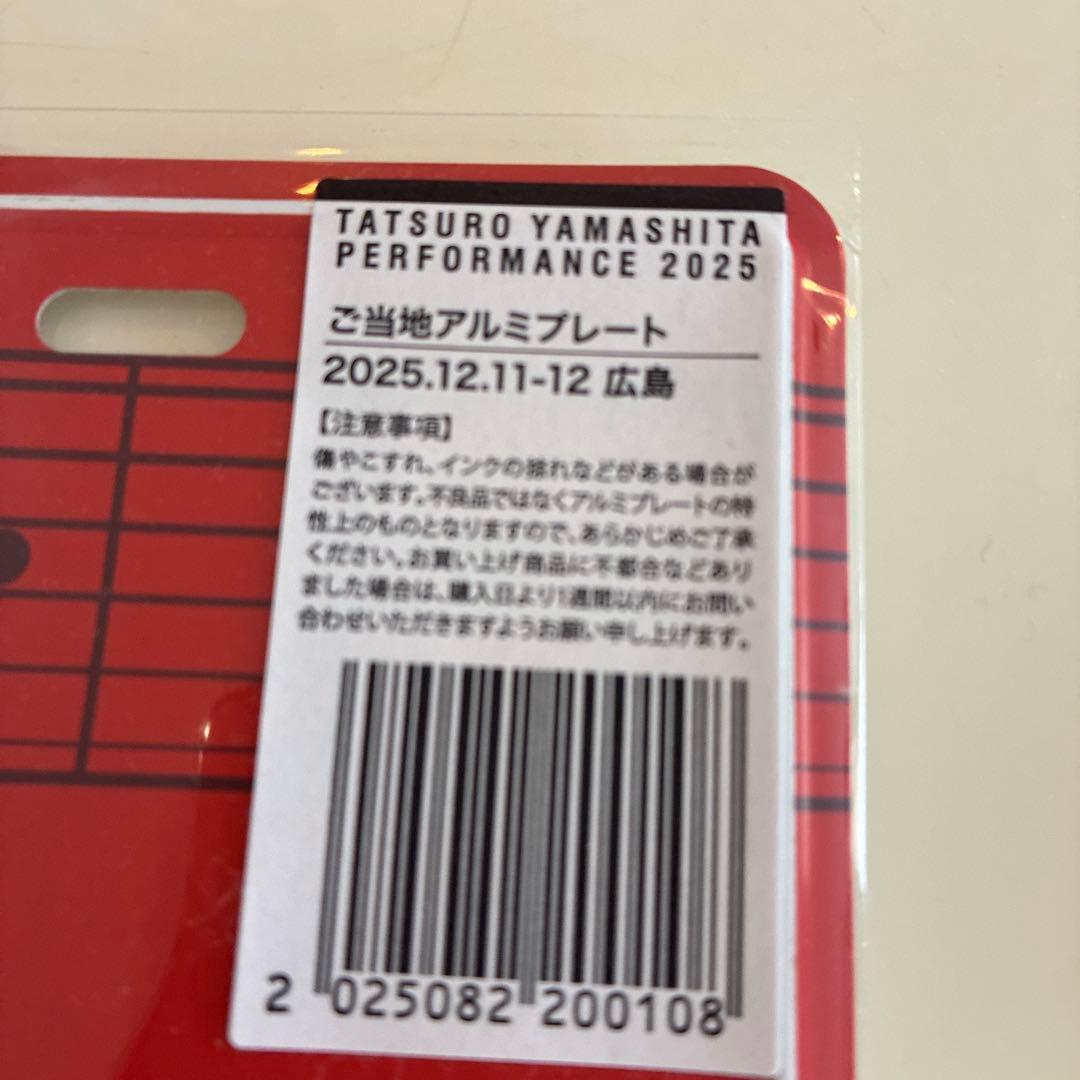 TATSURO YAMASHITA
PERFORMANCE 2025
ご当地アルミプレート
2025.12.11-12 広島
【注意事項】
傷やこすれ、インクの掠れなどがある場合が
ございます。不良品ではなくアルミプレートの特
性上のものとなりますので、あらかじめご了承
ください。お買い上げ商品に不都合などあり
ました場合は、購入日より1週間以内にお問い
合わせいただきますようお願い申し上げます。
2 025082 200108